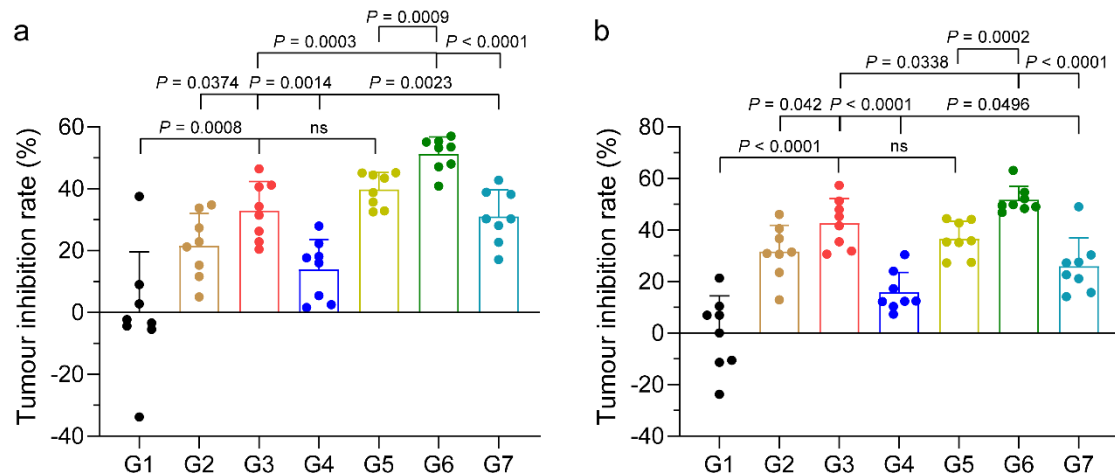 a
P = 0.0009
P = 0.0003 P < 0.0001
P = 0.0374 P = 0.0014 P = 0.0023
P = 0.0008 ns
Tumour inhibition rate (%)
60
40
20
0
-20
-40
G1 G2 G3 G4 G5 G6 G7
b
P = 0.0002
P = 0.0338 P < 0.0001
P = 0.042 P < 0.0001 P = 0.0496
P < 0.0001 ns
Tumour inhibition rate (%)
80
60
40
20
0
-20
-40
G1 G2 G3 G4 G5 G6 G7